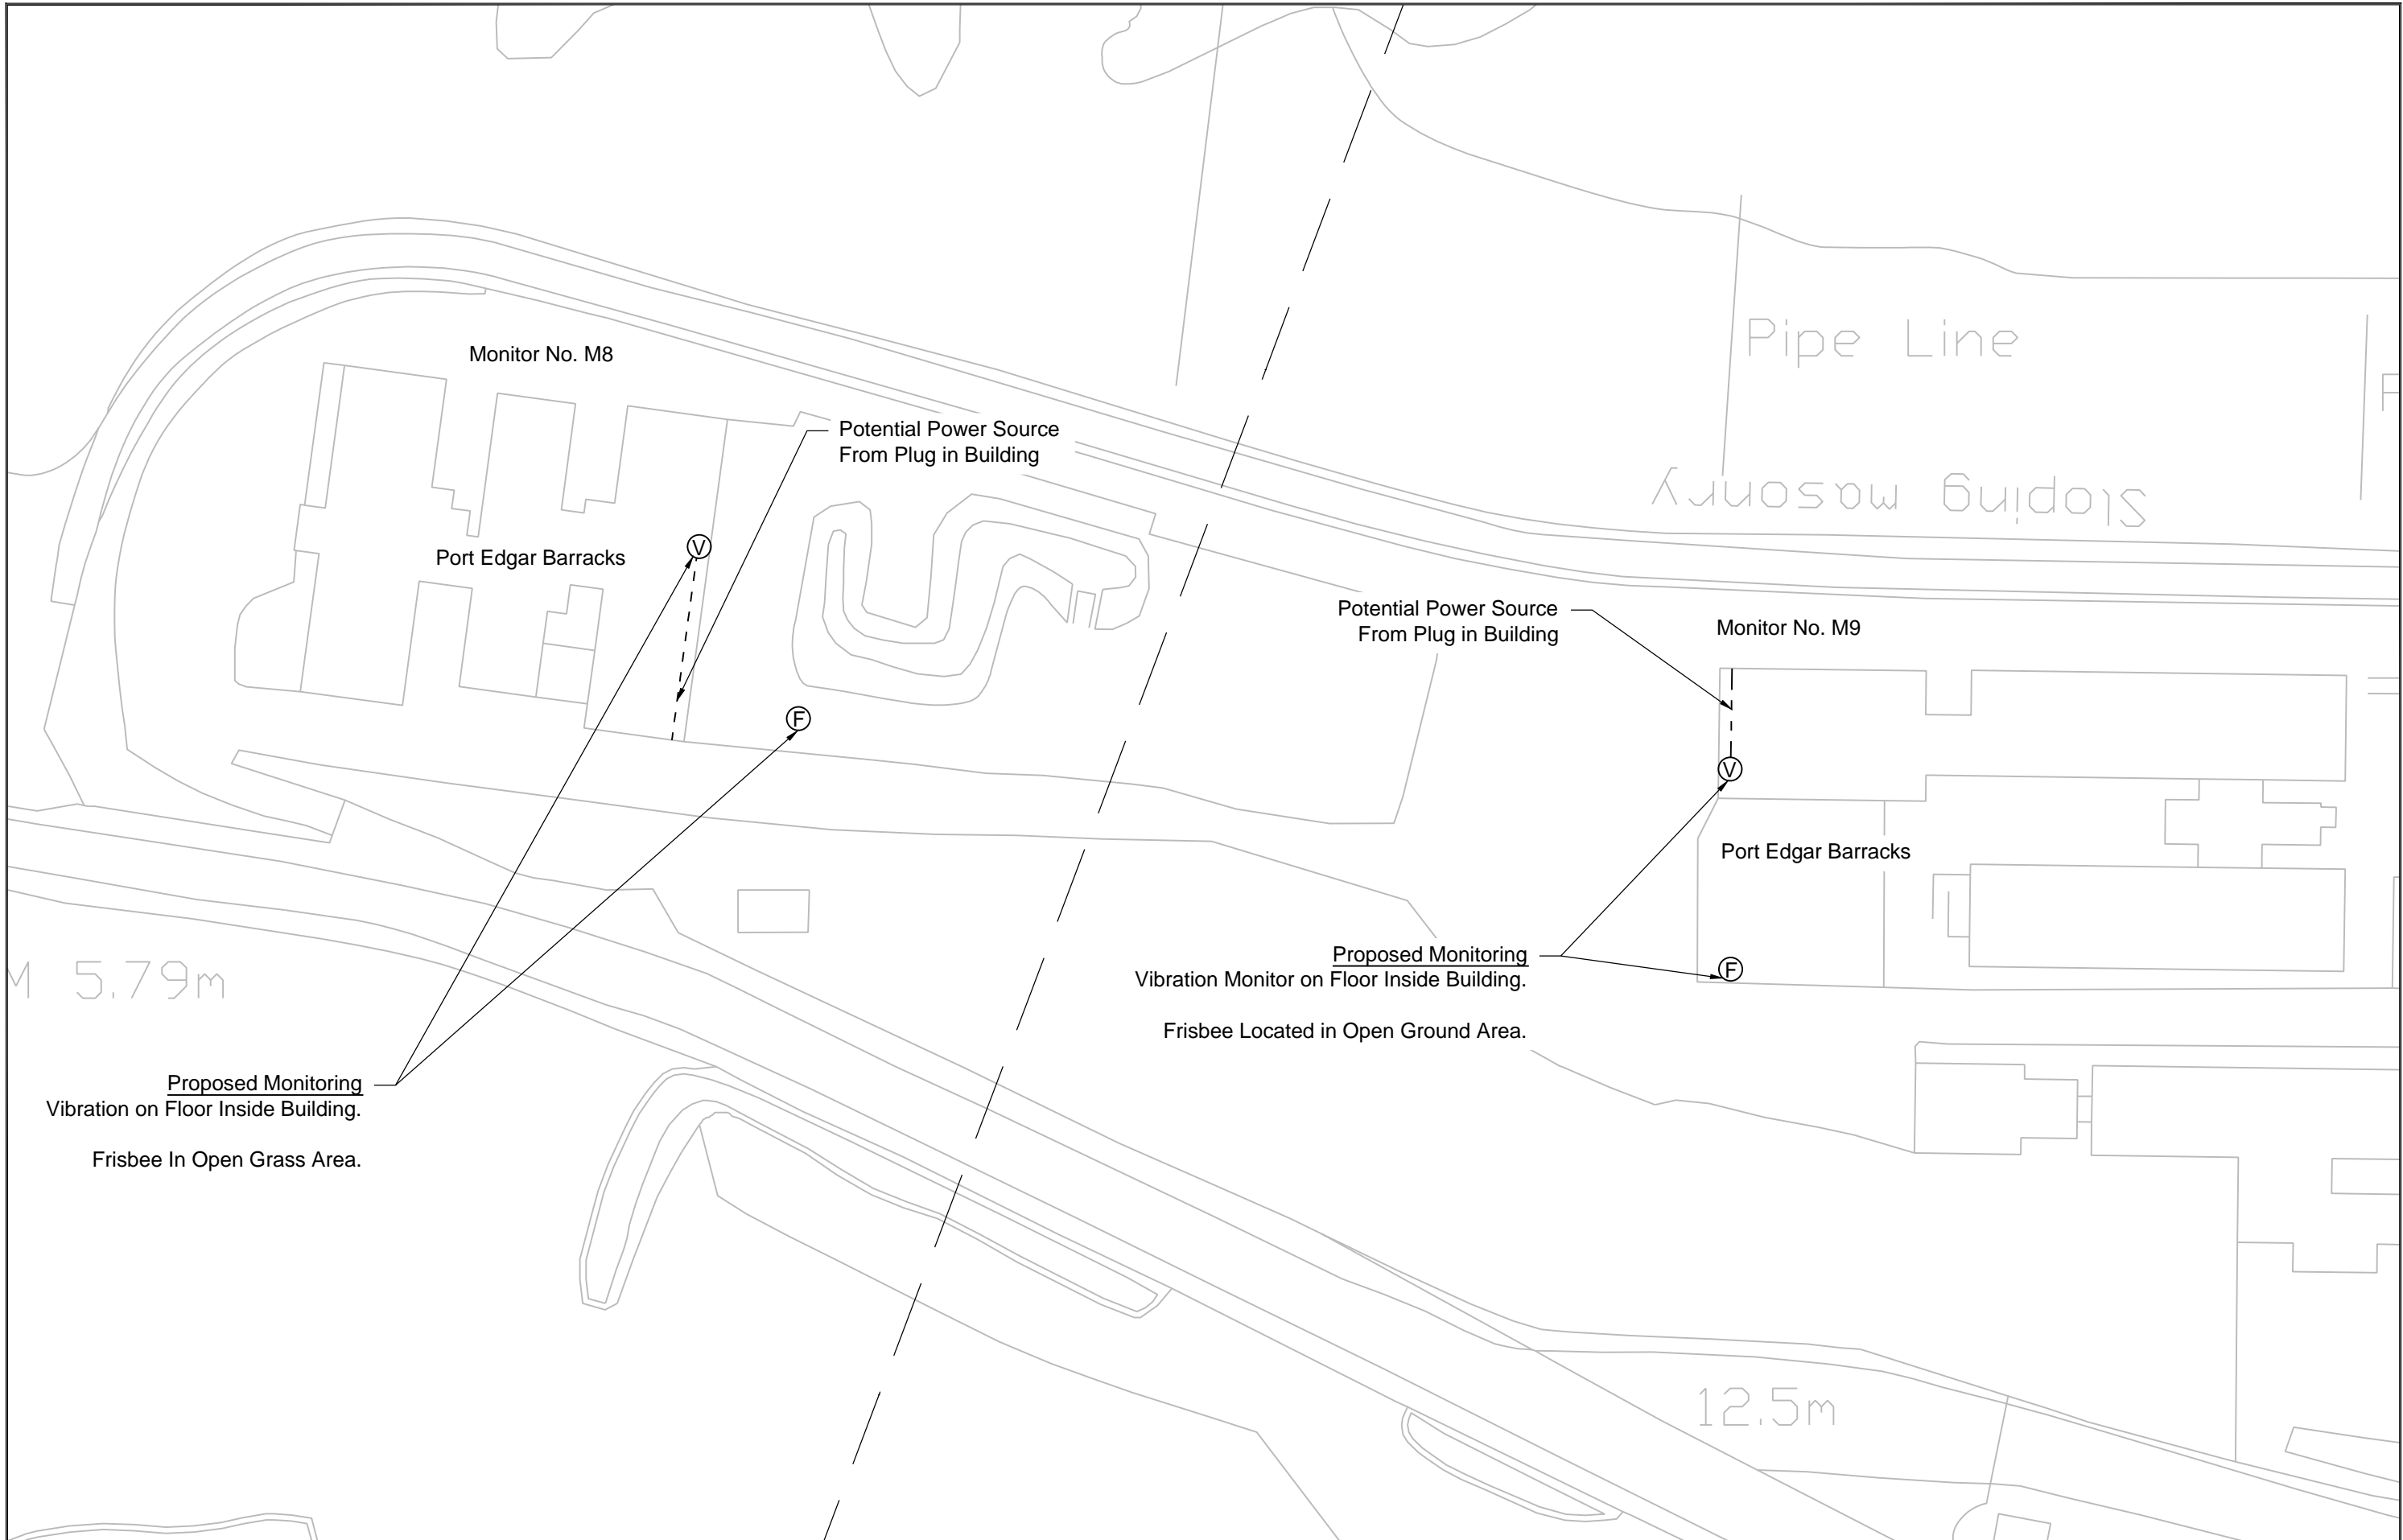 Pipe Line
Monitor No. M8
Potential Power Source
From Plug in Building
Sloping masonry
V
Port Edgar Barracks
Potential Power Source
From Plug in Building
Monitor No. M9
F
V
Port Edgar Barracks
Proposed Monitoring
Vibration Monitor on Floor Inside Building.
Frisbee Located in Open Ground Area.
F
M 5.79m
Proposed Monitoring
Vibration on Floor Inside Building.
Frisbee In Open Grass Area.
12.5m